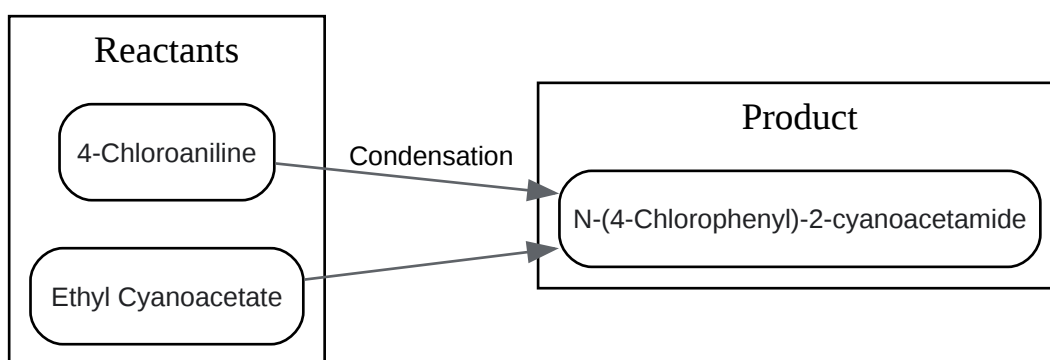 Reactants
4-Chloroaniline
Ethyl Cyanoacetate
Condensation
Product
N-(4-Chlorophenyl)-2-cyanoacetamide